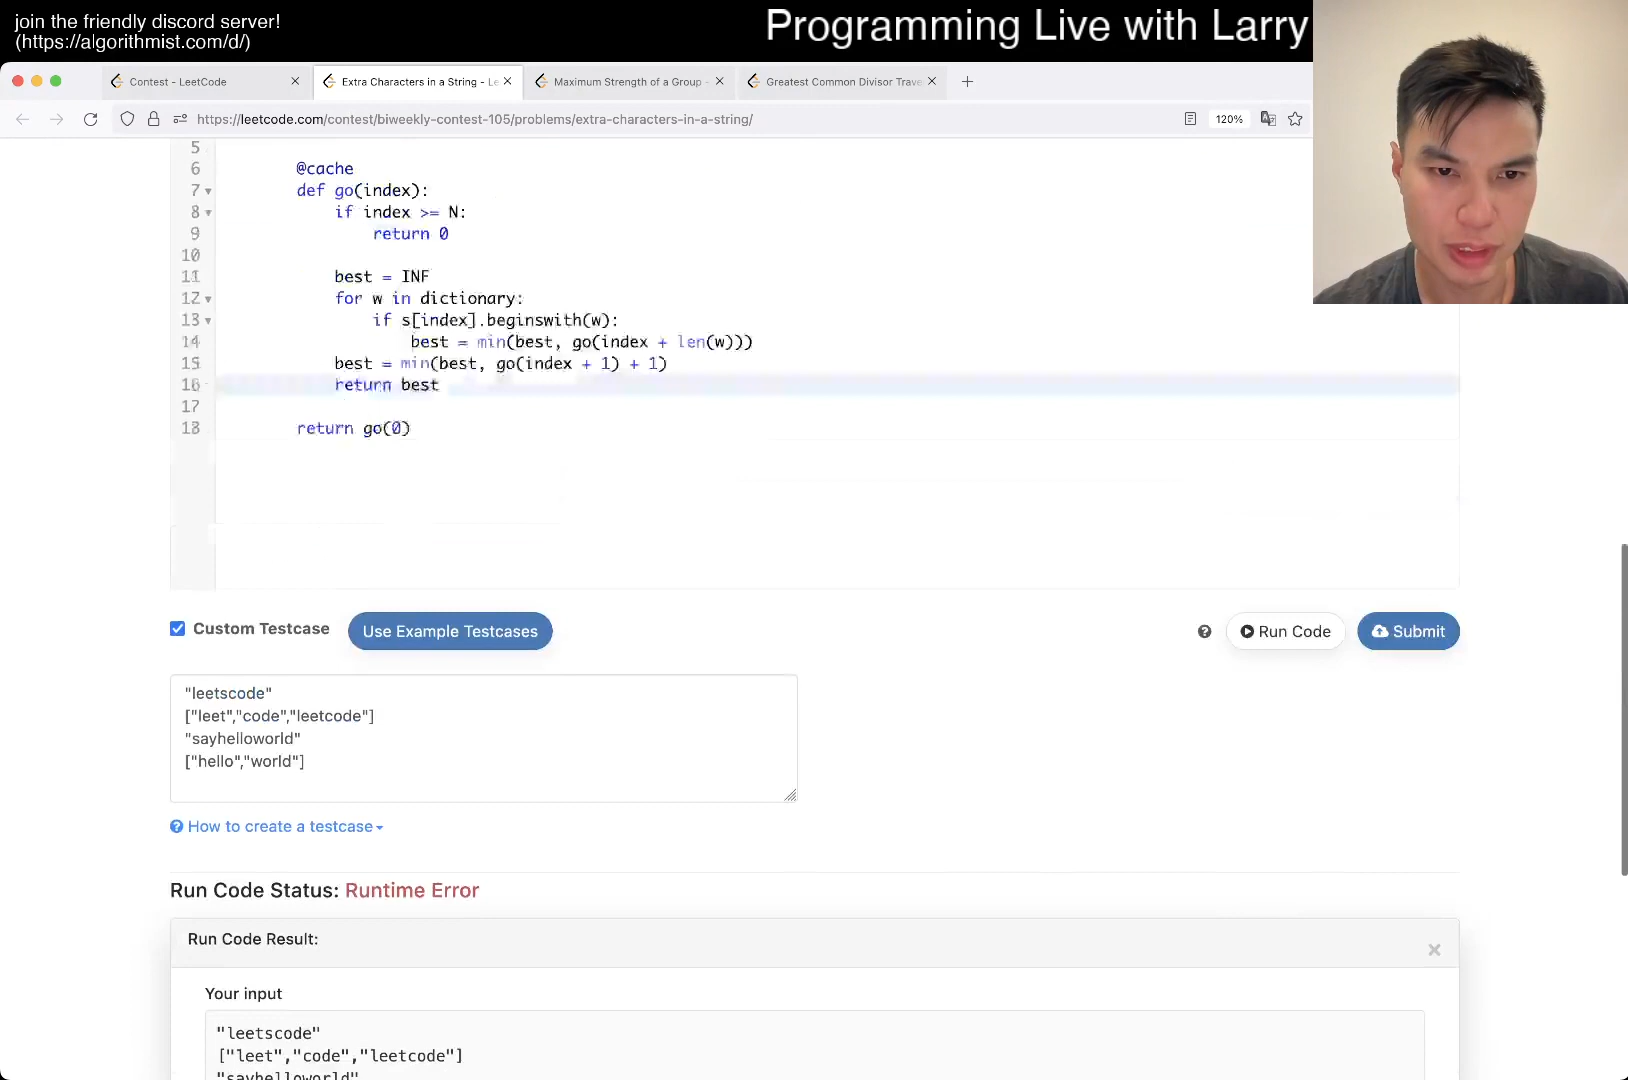 join the friendly discord server!
(https://algorithmist.com/d/)
Programming Live with Larry
Contest - LeetCode
Extra Characters in a String - Le
Maximum Strength of a Group -
Greatest Common Divisor Trave
https://leetcode.com/contest/biweekly-contest-105/problems/extra-characters-in-a-string/
120%
5
6 @cache
7 def go(index):
8 if index >= N:
9 return 0
10
11 best = INF
12 for w in dictionary:
13 if s[index].beginswith(w):
14 best = min(best, go(index + len(w)))
15 best = min(best, go(index + 1) + 1)
16 return best
17
return go(0)
Custom Testcase
Use Example Testcases
Run Code
Submit
"leetscode"
["leet","code","leetcode"]
"sayhelloworld"
["hello","world"]
How to create a testcase
Run Code Status: Runtime Error
Run Code Result:
Your input
"leetscode"
["leet","code","leetcode"]
"sayhelloworld"